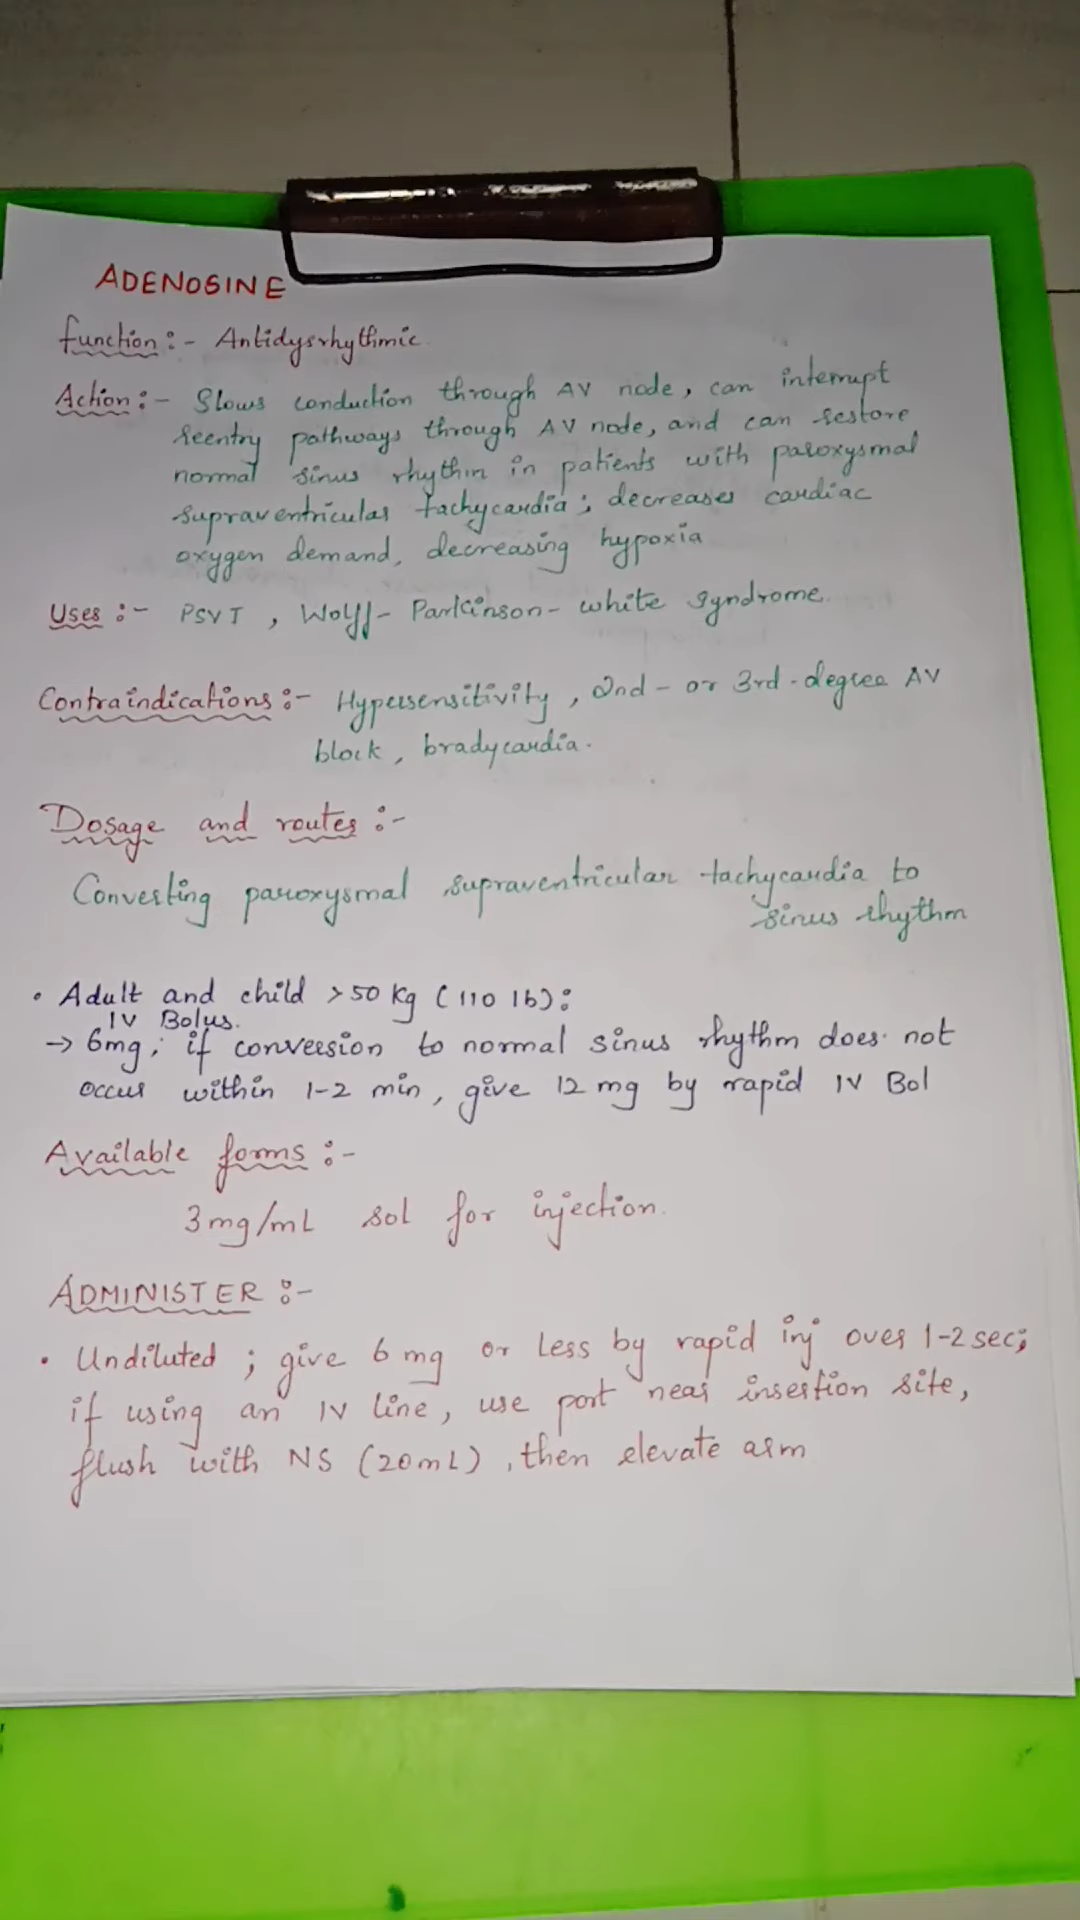 ADENOSINE
function :- Antidysrhythmic
Action :- Slows conduction through AV node, can interrupt
reentry pathways through AV node, and can restore
normal sinus rhythm in patients with paroxysmal
supraventricular tachycardia ; decreases cardiac
oxygen demand, decreasing hypoxia
Uses :- PSVT , Wolff- Parkinson- white syndrome.
Contraindications :- Hypersensitivity , 2nd - or 3rd - degree AV
block , bradycardia.
Dosage and routes :-
Converting paroxysmal supraventricular tachycardia to
sinus rhythm
• Adult and child > 50 kg (110 lb) :
IV Bolus.
→ 6mg ; if conversion to normal sinus rhythm does not
occur within 1-2 min , give 12 mg by rapid IV Bol
Available forms :-
3mg/mL sol for injection.
ADMINISTER :-
• Undiluted ; give 6 mg or less by rapid inj over 1-2 sec;
if using an IV line, use port near insertion site,
flush with NS (20mL) , then elevate arm